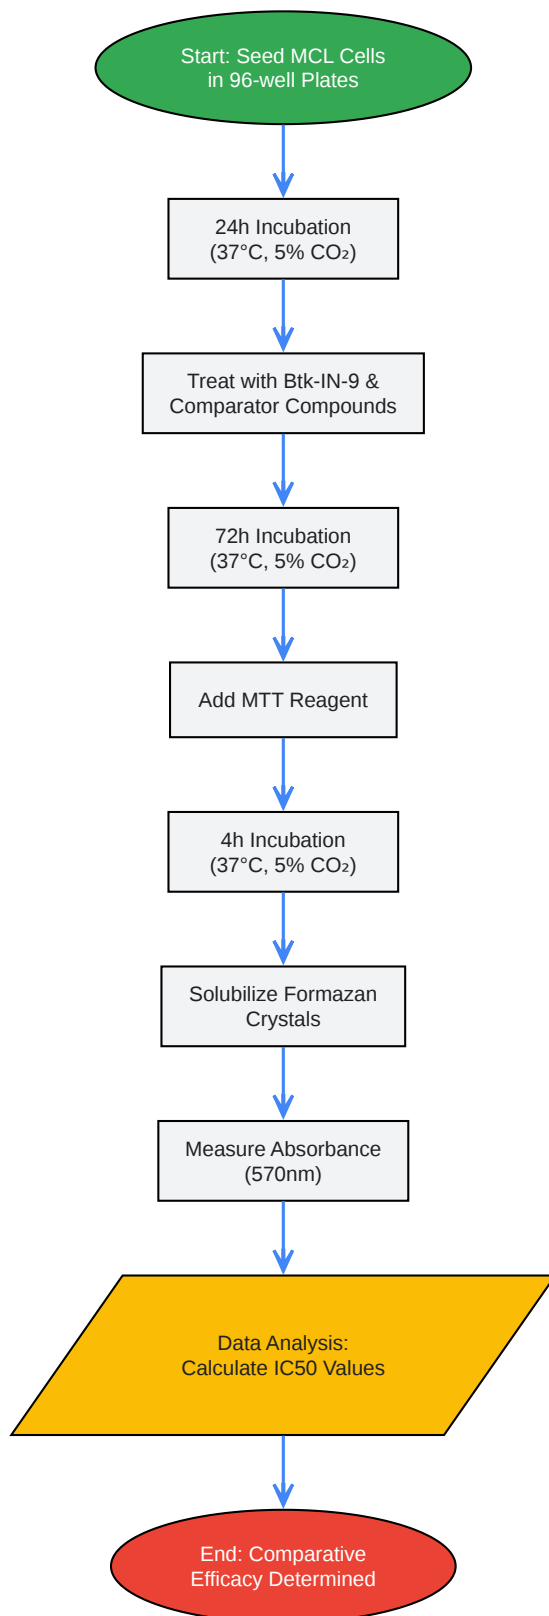 Start: Seed MCL Cells
in 96-well Plates
24h Incubation
(37°C, 5% CO₂)
Treat with Btk-IN-9 &
Comparator Compounds
72h Incubation
(37°C, 5% CO₂)
Add MTT Reagent
4h Incubation
(37°C, 5% CO₂)
Solubilize Formazan
Crystals
Measure Absorbance
(570nm)
Data Analysis:
Calculate IC50 Values
End: Comparative
Efficacy Determined